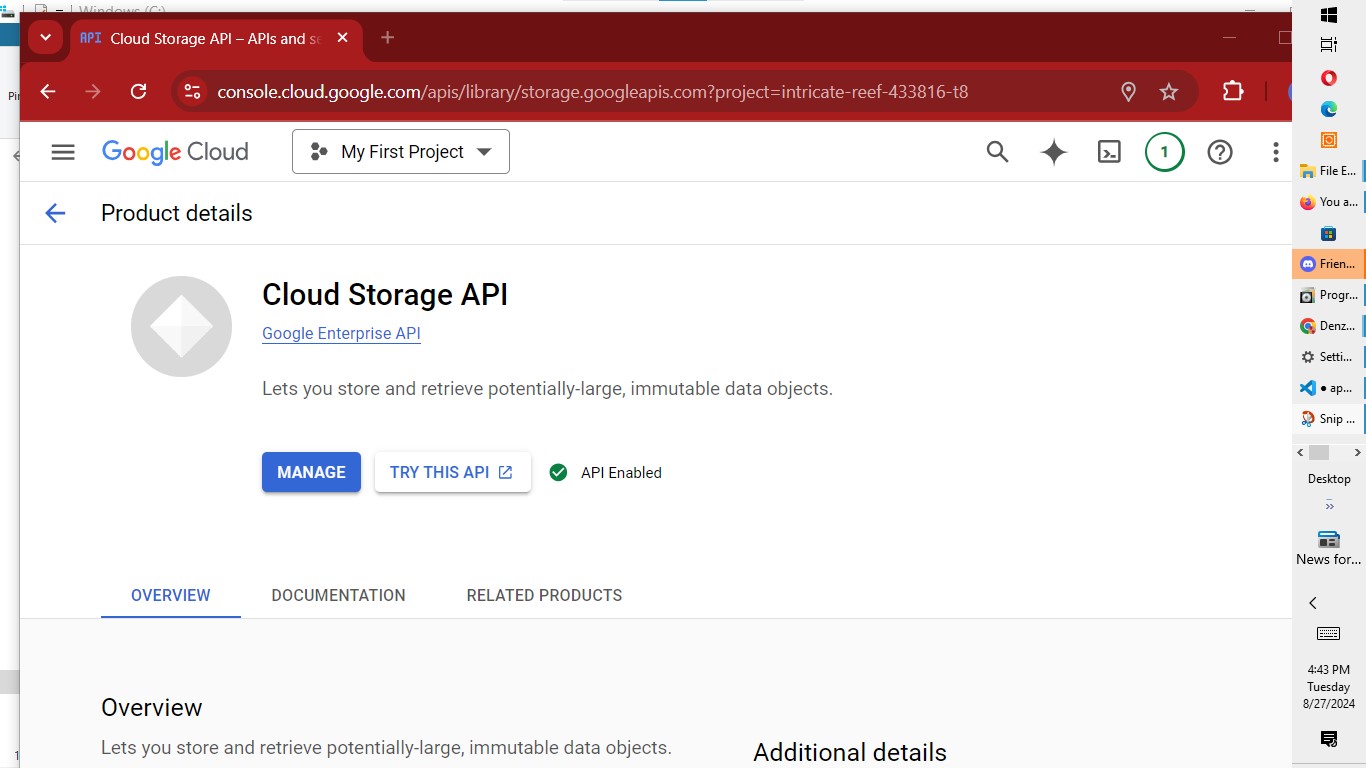 Windows (C:)
API Cloud Storage API – APIs and se
console.cloud.google.com/apis/library/storage.googleapis.com?project=intricate-reef-433816-t8
Google Cloud
My First Project
1
Product details
Cloud Storage API
Google Enterprise API
Lets you store and retrieve potentially-large, immutable data objects.
MANAGE
TRY THIS API
API Enabled
OVERVIEW
DOCUMENTATION
RELATED PRODUCTS
Overview
Lets you store and retrieve potentially-large, immutable data objects.
Additional details
File E...
You a...
Frien...
Progr...
Denz...
Setti...
● ap...
Snip ...
Desktop
»
News for...
4:43 PM
Tuesday
8/27/2024